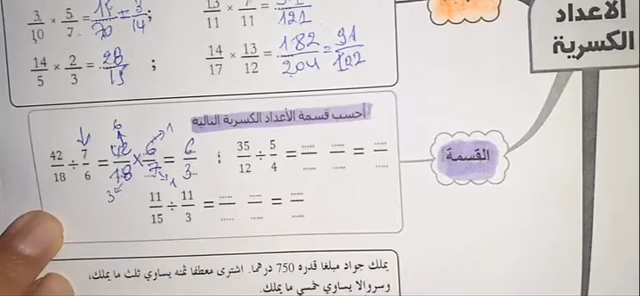 الأعداد
الكسرية
3/10 × 5/7 = 15/70 = 3/14 ;
13/11 × 7/11 = 91/121
14/5 × 2/3 = 28/15 ;
14/17 × 13/12 = 182/204 = 91/102
أحسب قسمة الأعداد الكسرية التالية
القسمة
42/18 ÷ 7/6 = 42/18 × 6/7 = 6/3 ; 35/12 ÷ 5/4 = ...../..... ...../..... = ...../.....
11/15 ÷ 11/3 = ...../..... ...../..... = ...../.....
يملك جواد مبلغا قدره 750 درهما. اشترى معطفا ثمنه يساوي ثلث ما يملك،
وسروالا يساوي خمسي ما يملك.